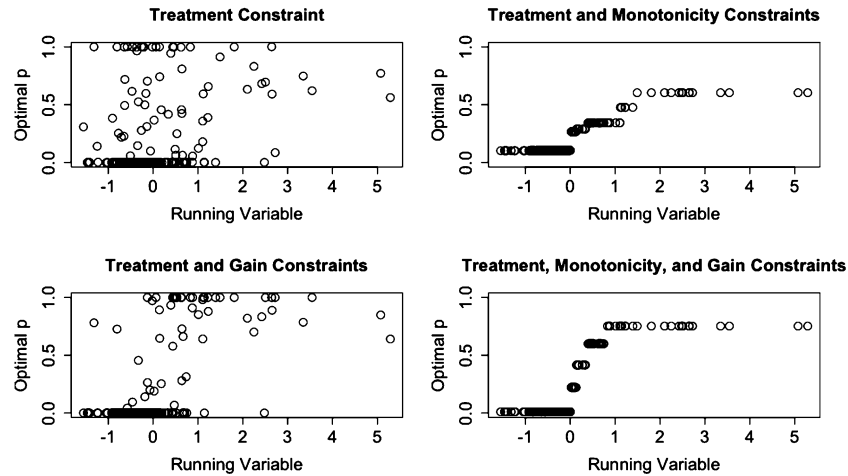 Treatment Constraint
Optimal p
0.0 0.5 1.0
-1 0 1 2 3 4 5
Running Variable
Treatment and Monotonicity Constraints
Optimal p
0.0 0.5 1.0
-1 0 1 2 3 4 5
Running Variable
Treatment and Gain Constraints
Optimal p
0.0 0.5 1.0
-1 0 1 2 3 4 5
Running Variable
Treatment, Monotonicity, and Gain Constraints
Optimal p
0.0 0.5 1.0
-1 0 1 2 3 4 5
Running Variable